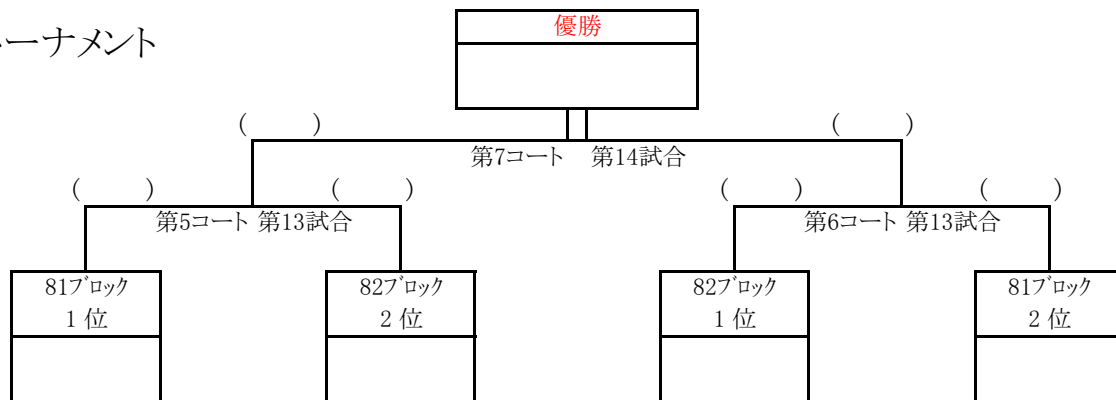 優勝
ーナメント
( ) ( )
第7コート 第14試合
( ) ( ) ( ) ( )
第5コート 第13試合 第6コート 第13試合
81ブロック 82ブロック 82ブロック 81ブロック
1 位 2 位 1 位 2 位